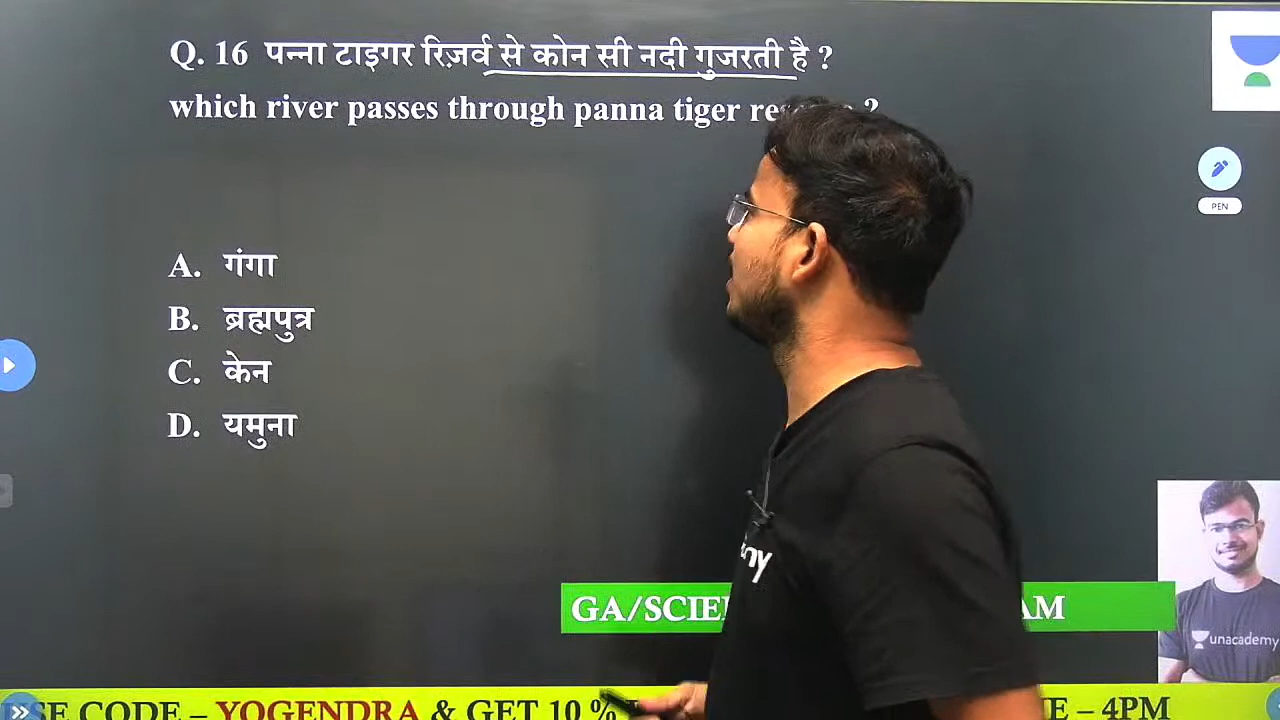 Q. 16 पन्ना टाइगर रिज़र्व से कोन सी नदी गुजरती है ?
which river passes through panna tiger ?
PEN
A. गंगा
B. ब्रह्मपुत्र
C. केन
D. यमुना
GA/SCIE AM
unacademy
CODE – YOGENDRA & GET 10 % – 4PM